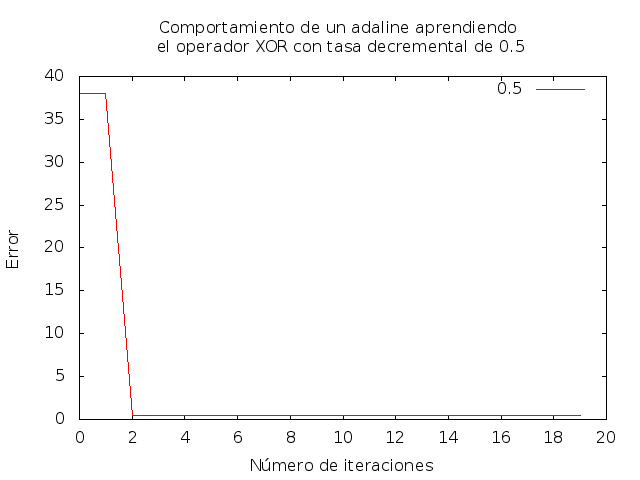 Comportamiento de un adaline aprendiendo
el operador XOR con tasa decremental de 0.5
40
35
30
25
20
15
10
5
0
0.5
Error
0 2 4 6 8 10 12 14 16 18 20
Número de iteraciones